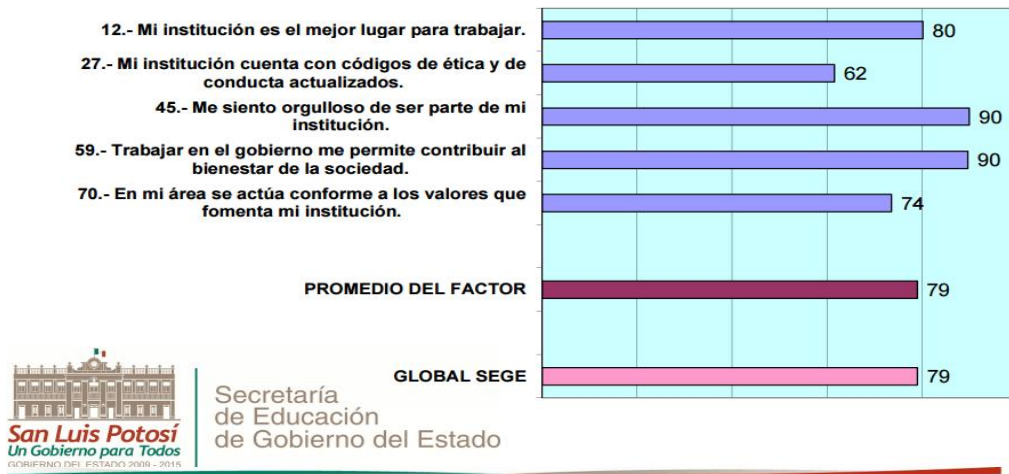 12.- Mi institución es el mejor lugar para trabajar.
80
27.- Mi institución cuenta con códigos de ética y de
conducta actualizados.
62
45.- Me siento orgulloso de ser parte de mi
institución.
90
59.- Trabajar en el gobierno me permite contribuir al
bienestar de la sociedad.
90
70.- En mi área se actúa conforme a los valores que
fomenta mi institución.
74
PROMEDIO DEL FACTOR
79
GLOBAL SEGE
79
San Luis Potosí
Un Gobierno para Todos
GOBIERNO DEL ESTADO 2009 - 2015
Secretaría
de Educación
de Gobierno del Estado